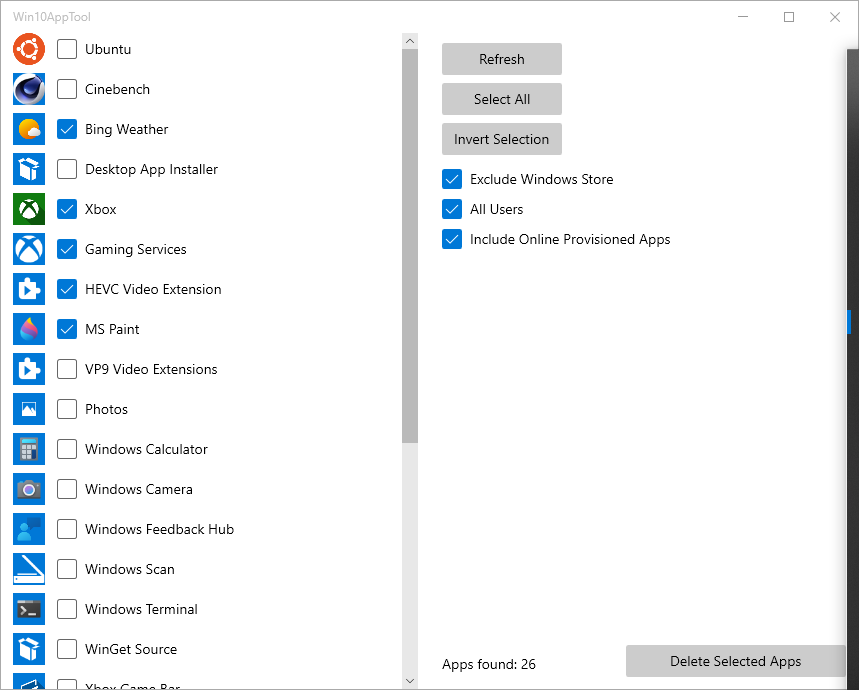 Win10AppTool
Ubuntu
Cinebench
Bing Weather
Desktop App Installer
Xbox
Gaming Services
HEVC Video Extension
MS Paint
VP9 Video Extensions
Photos
Windows Calculator
Windows Camera
Windows Feedback Hub
Windows Scan
Windows Terminal
WinGet Source
Xbox Game Bar
Refresh
Select All
Invert Selection
Exclude Windows Store
All Users
Include Online Provisioned Apps
Apps found: 26
Delete Selected Apps